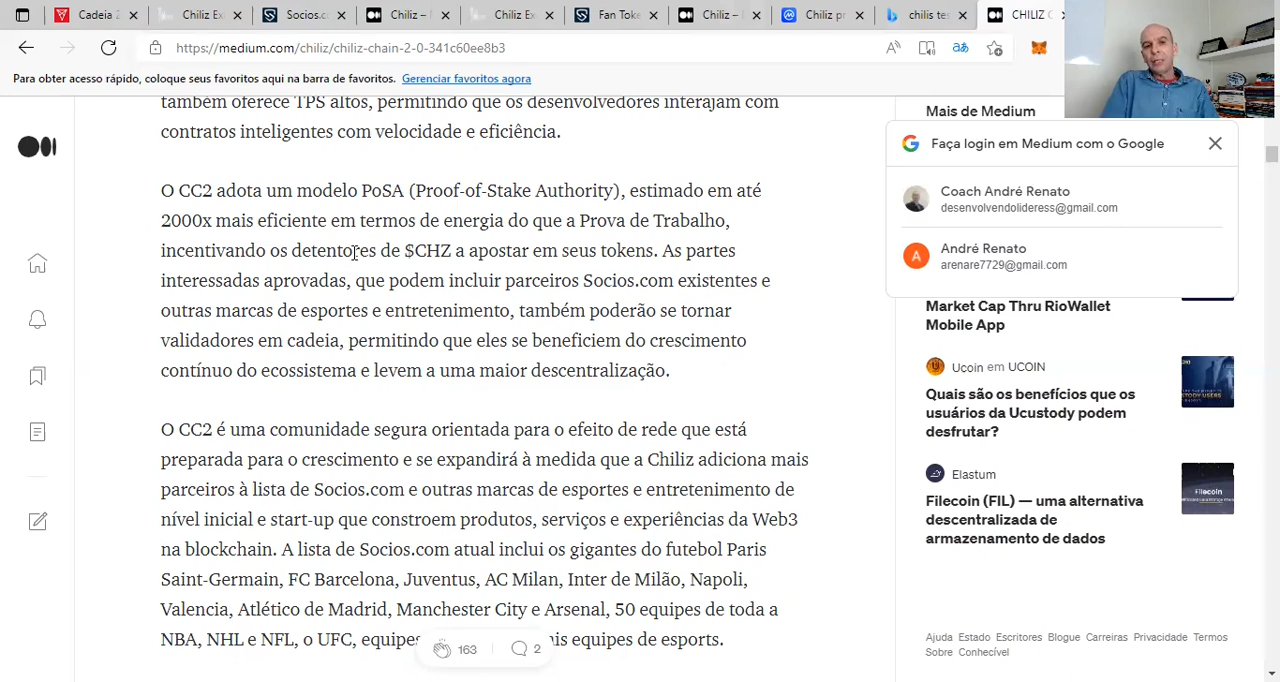 Cadeia 2
Chiliz Ex
Socios.c
Chiliz –
Chiliz Ex
Fan Toke
Chiliz –
Chiliz pr
chilis tes
CHILIZ C
https://medium.com/chiliz/chiliz-chain-2-0-341c60ee8b3
Para obter acesso rápido, coloque seus favoritos aqui na barra de favoritos. Gerenciar favoritos agora
também oferece TPS altos, permitindo que os desenvolvedores interajam com
contratos inteligentes com velocidade e eficiência.
O CC2 adota um modelo PoSA (Proof-of-Stake Authority), estimado em até
2000x mais eficiente em termos de energia do que a Prova de Trabalho,
incentivando os detentores de $CHZ a apostar em seus tokens. As partes
interessadas aprovadas, que podem incluir parceiros Socios.com existentes e
outras marcas de esportes e entretenimento, também poderão se tornar
validadores em cadeia, permitindo que eles se beneficiem do crescimento
contínuo do ecossistema e levem a uma maior descentralização.
O CC2 é uma comunidade segura orientada para o efeito de rede que está
preparada para o crescimento e se expandirá à medida que a Chiliz adiciona mais
parceiros à lista de Socios.com e outras marcas de esportes e entretenimento de
nível inicial e start-up que constroem produtos, serviços e experiências da Web3
na blockchain. A lista de Socios.com atual inclui os gigantes do futebol Paris
Saint-Germain, FC Barcelona, Juventus, AC Milan, Inter de Milão, Napoli,
Valencia, Atlético de Madrid, Manchester City e Arsenal, 50 equipes de toda a
NBA, NHL e NFL, o UFC, equipes is equipes de esports.
163
2
Mais de Medium
Faça login em Medium com o Google
Coach André Renato
desenvolvendolideress@gmail.com
A
André Renato
arenare7729@gmail.com
Market Cap Thru RioWallet
Mobile App
Ucoin em UCOIN
Quais são os benefícios que os
usuários da Ucustody podem
desfrutar?
Elastum
Filecoin (FIL) — uma alternativa
descentralizada de
armazenamento de dados
Filecoin
Ajuda Estado Escritores Blogue Carreiras Privacidade Termos
Sobre Conhecível